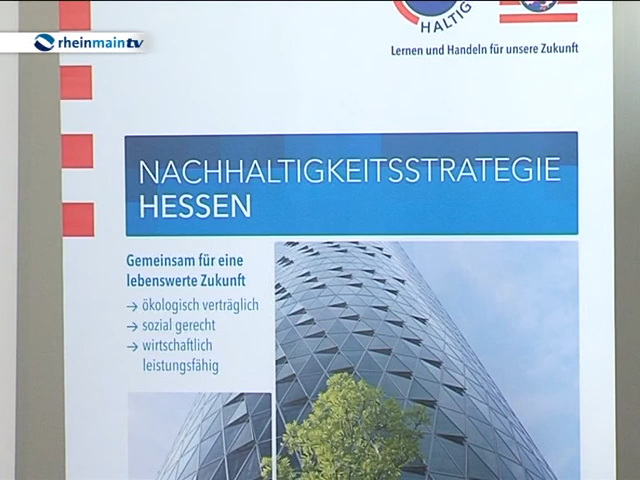 rheinmaintv
HALTIG
Lernen und Handeln für unsere Zukunft
NACHHALTIGKEITSSTRATEGIE
HESSEN
Gemeinsam für eine
lebenswerte Zukunft
→ ökologisch verträglich
→ sozial gerecht
→ wirtschaftlich
leistungsfähig